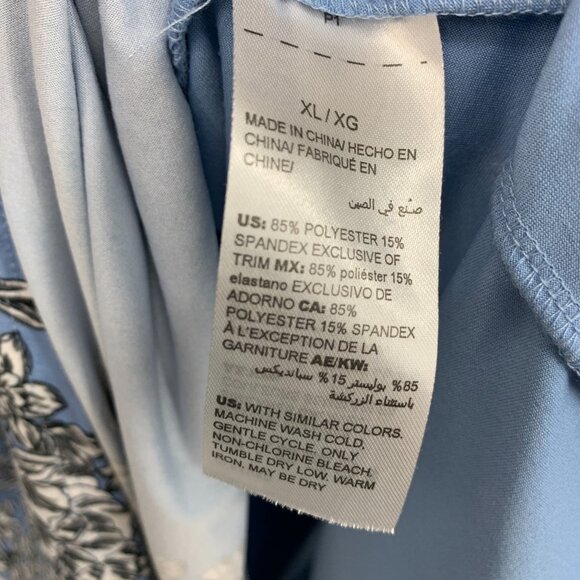 P1
XL/XG
MADE IN CHINA/ HECHO EN
CHINA/ FABRIQUÉ EN
CHINE/
صنع في الصين
US: 85% POLYESTER 15%
SPANDEX EXCLUSIVE OF
TRIM MX: 85% poliéster 15%
elastano EXCLUSIVO DE
ADORNO CA: 85%
POLYESTER 15% SPANDEX
À L'EXCEPTION DE LA
GARNITURE AE/KW:
85% بوليستر 15% سبانديكس
باستثناء الزركشة
US: WITH SIMILAR COLORS.
MACHINE WASH COLD,
GENTLE CYCLE. ONLY
NON-CHLORINE BLEACH.
TUMBLE DRY LOW. WARM
IRON. MAY BE DRY